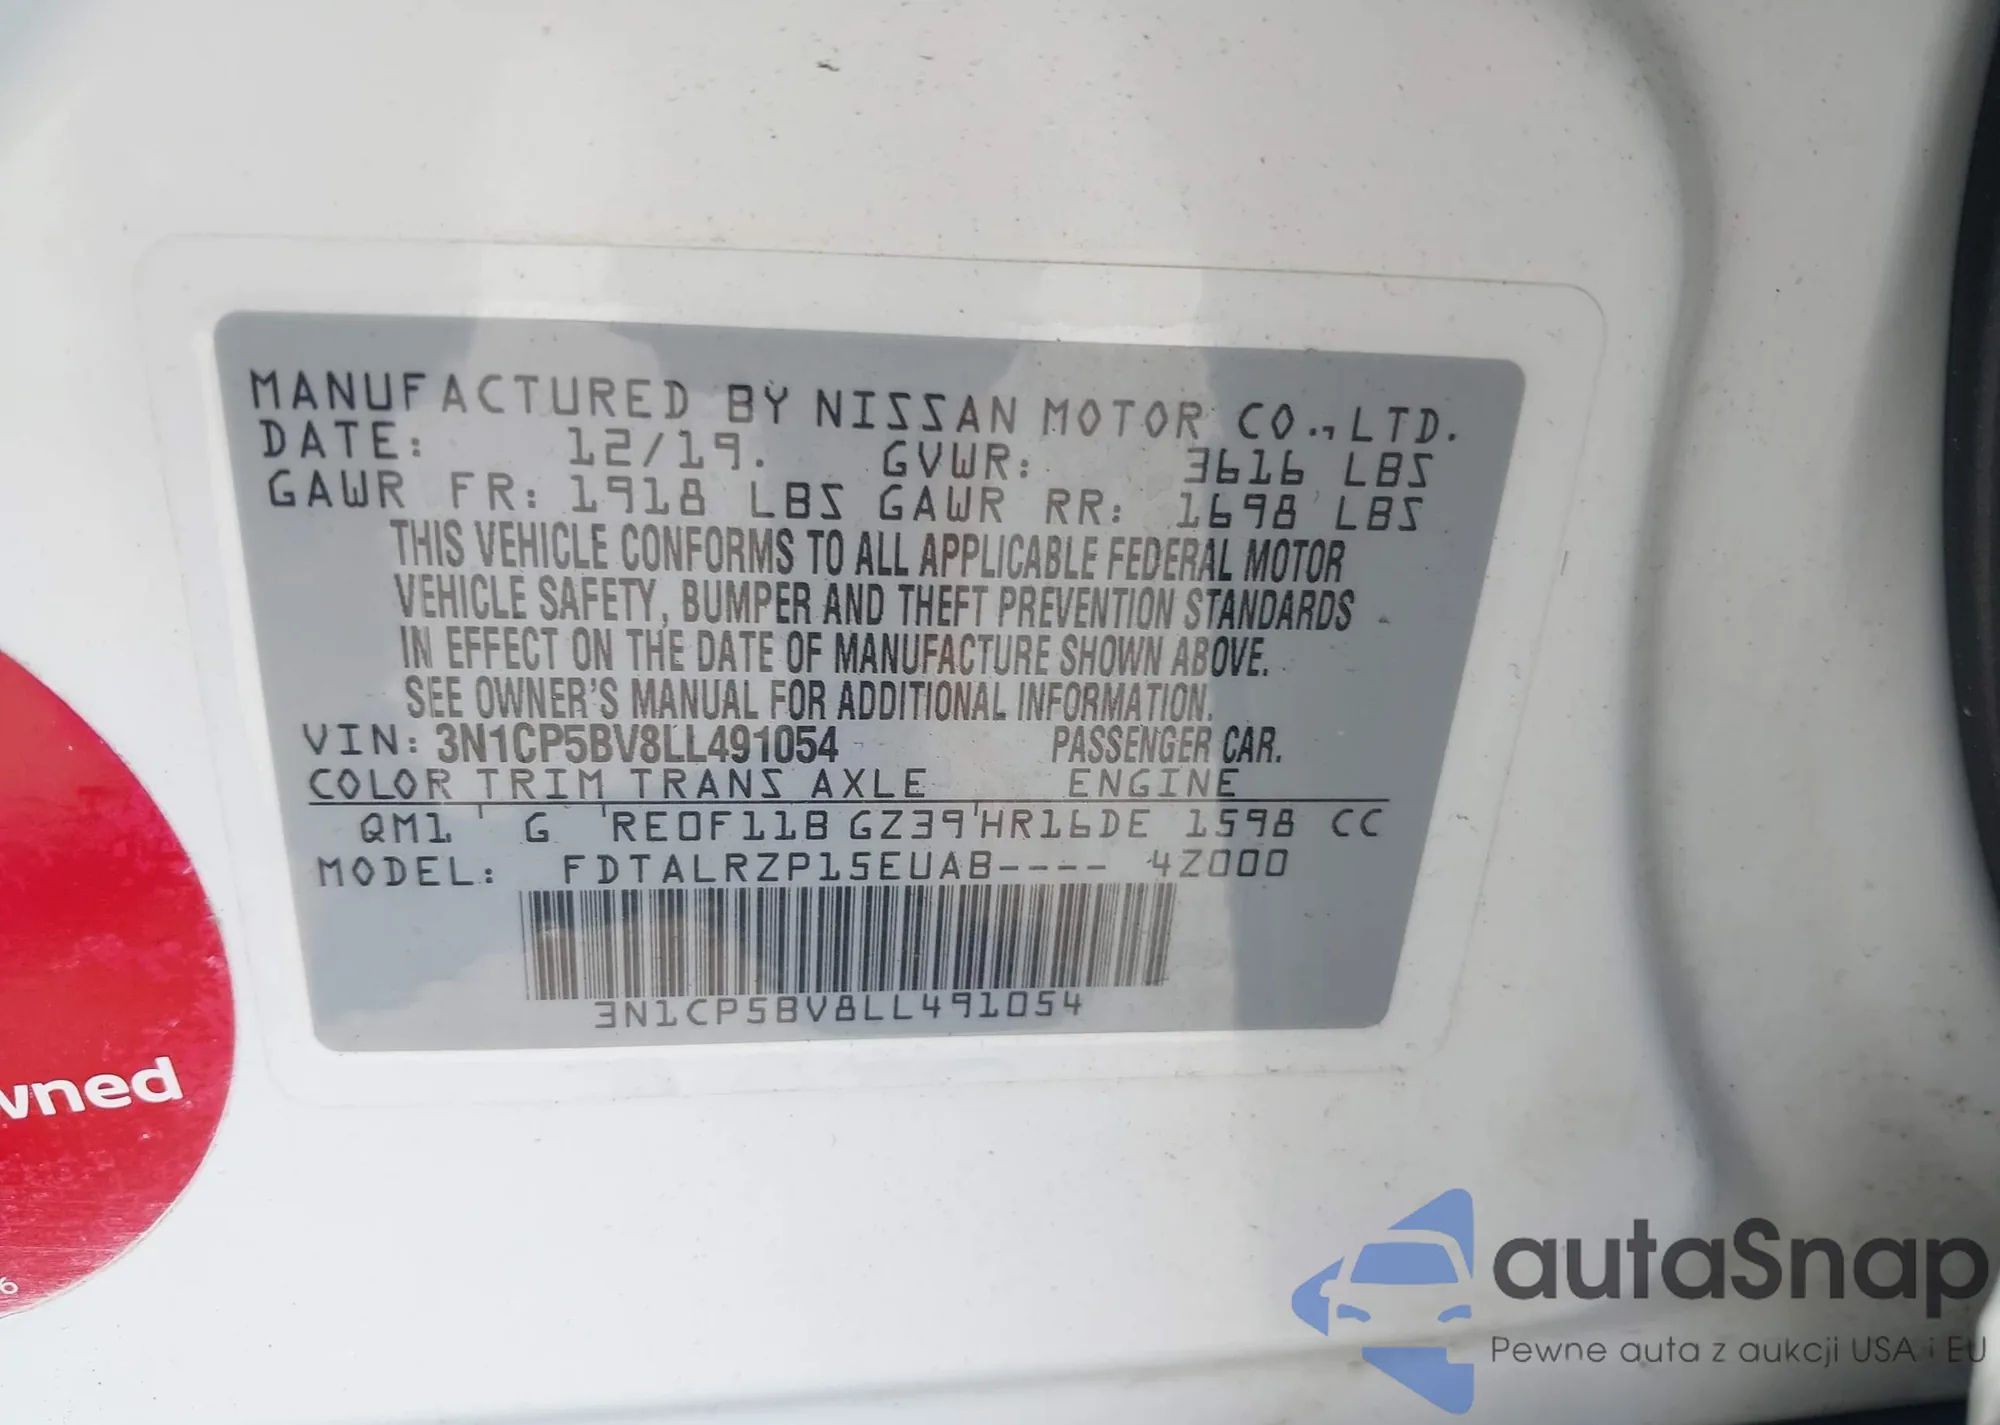 MANUFACTURED BY NISSAN MOTOR CO.,LTD.
DATE: 12/19. GVWR: 3616 LBS
GAWR FR: 1918 LBS GAWR RR: 1698 LBS
THIS VEHICLE CONFORMS TO ALL APPLICABLE FEDERAL MOTOR
VEHICLE SAFETY, BUMPER AND THEFT PREVENTION STANDARDS
IN EFFECT ON THE DATE OF MANUFACTURE SHOWN ABOVE.
SEE OWNER'S MANUAL FOR ADDITIONAL INFORMATION.
VIN: 3N1CP5BV8LL491054 PASSENGER CAR.
COLOR TRIM TRANS AXLE ENGINE
QM1 G RE0F11B GZ39 HR16DE 1598 CC
MODEL: FDTALRZP15EUAB---- 4Z000
3N1CP5BV8LL491054
wned
6
autaSnap
Pewne auta z aukcji USA i EU